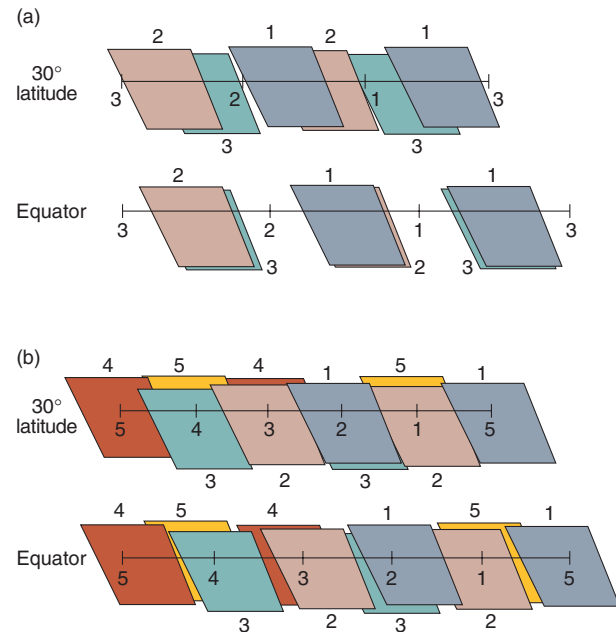 (a)
2 1 2 1
30°
latitude
3 2 1 3
3 3
2 1 1
Equator
3 2 1 3
3 2 3
(b)
4 5 4 1 5 1
30°
latitude
5 4 3 2 1 5
3 2 3 2
4 5 4 1 5 1
Equator
5 4 3 2 1 5
3 2 3 2